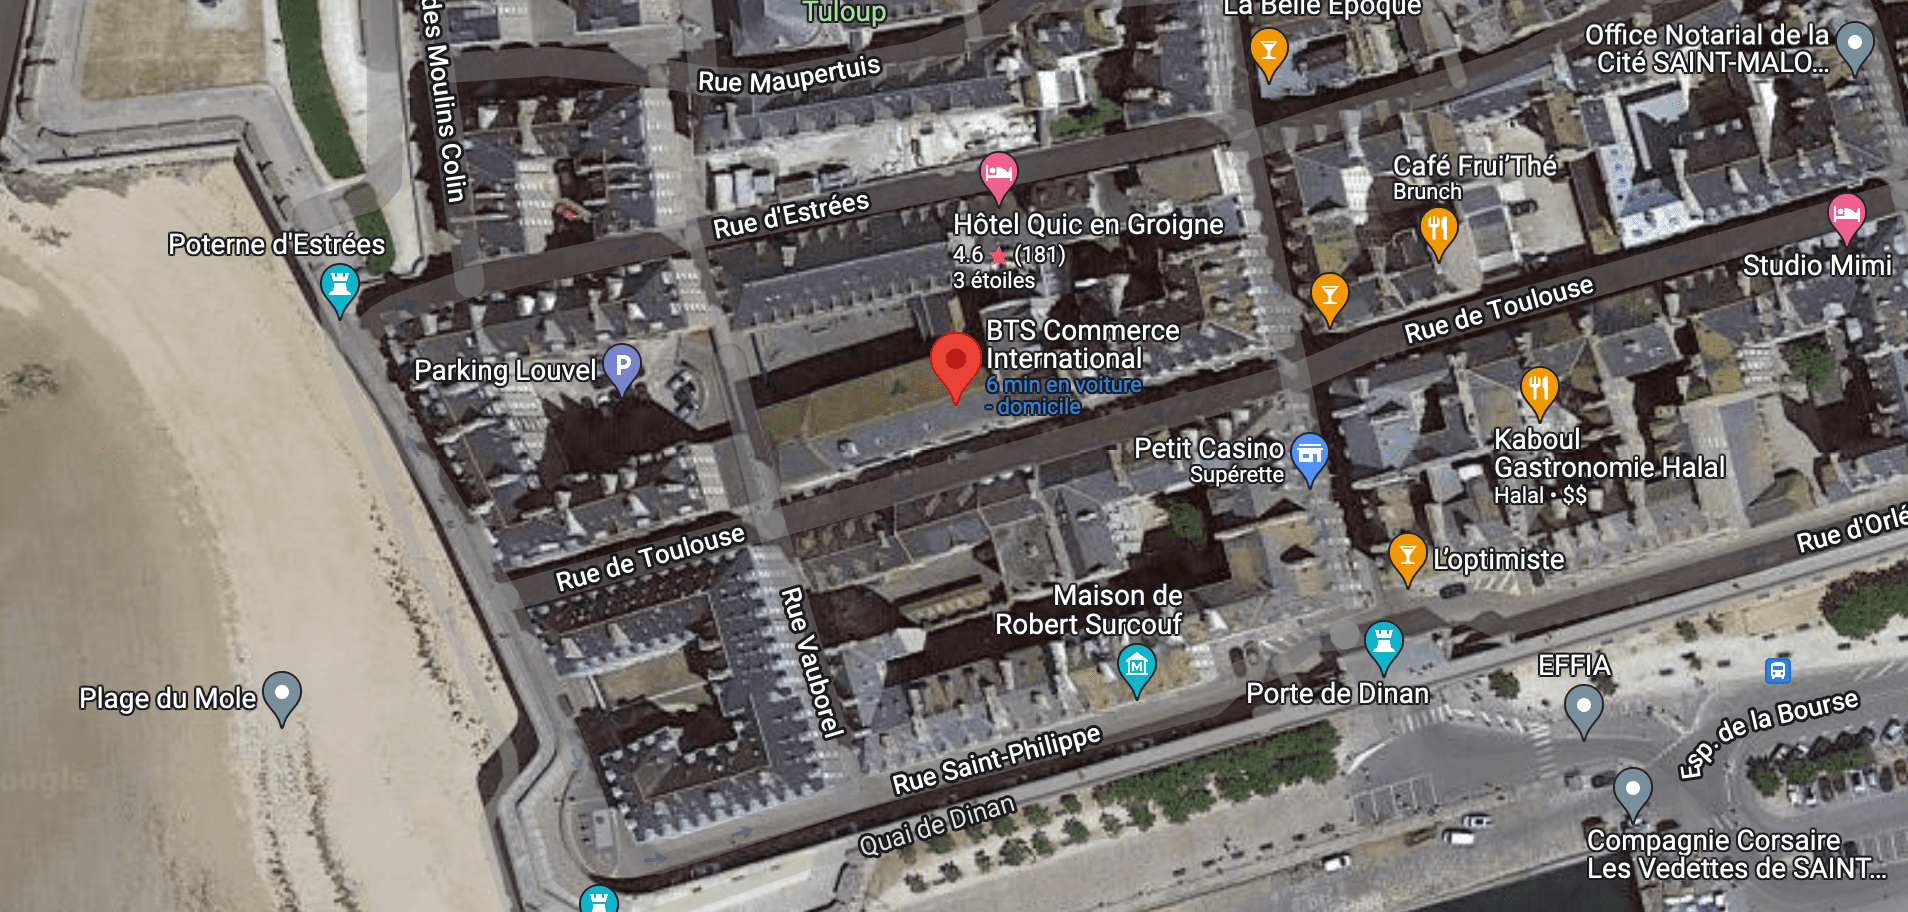 Tuloup
La Belle Époque
Office Notarial de la
Cité SAINT-MALO...
des Moulins Colin
Rue Maupertuis
Café Frui'Thé
Brunch
Rue d'Estrées
Hôtel Quic en Groigne
4.6 ★ (181)
3 étoiles
Poterne d'Estrées
Studio Mimi
Rue de Toulouse
BTS Commerce
International
6 min en voiture
- domicile
Parking Louvel
P
Petit Casino
Supérette
Kaboul
Gastronomie Halal
Halal • $$
Rue d'Orlé
Rue de Toulouse
L'optimiste
Rue Vauborel
Maison de
Robert Surcouf
M
Porte de Dinan
EFFIA
Plage du Mole
Esp. de la Bourse
Rue Saint-Philippe
Quai de Dinan
oogle
Compagnie Corsaire
Les Vedettes de SAINT...